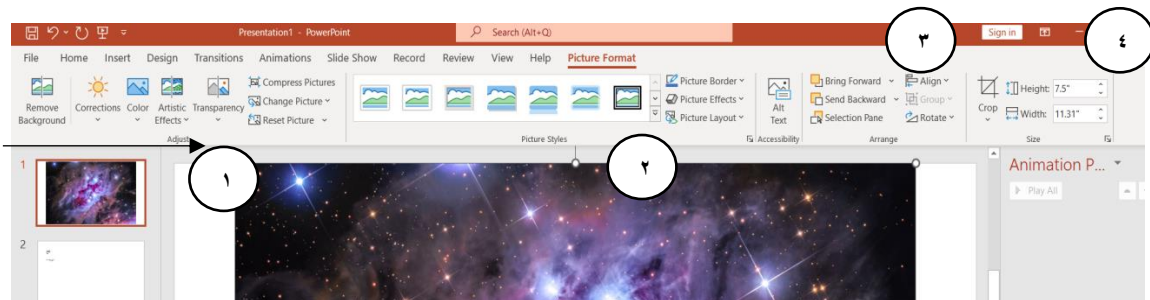 Presentation1 - PowerPoint
Search (Alt+Q)
٣
Sign in
٤
File Home Insert Design Transitions Animations Slide Show Record Review View Help Picture Format
Remove Background
Corrections
Color
Artistic Effects
Transparency
Compress Pictures
Change Picture
Reset Picture
Adjust
Picture Styles
Picture Border
Picture Effects
Picture Layout
Alt Text
Accessibility
Bring Forward
Send Backward
Selection Pane
Align
Group
Rotate
Arrange
Crop
Height: 7.5"
Width: 11.31"
Size
١
٢
1
2
Animation P...
Play All